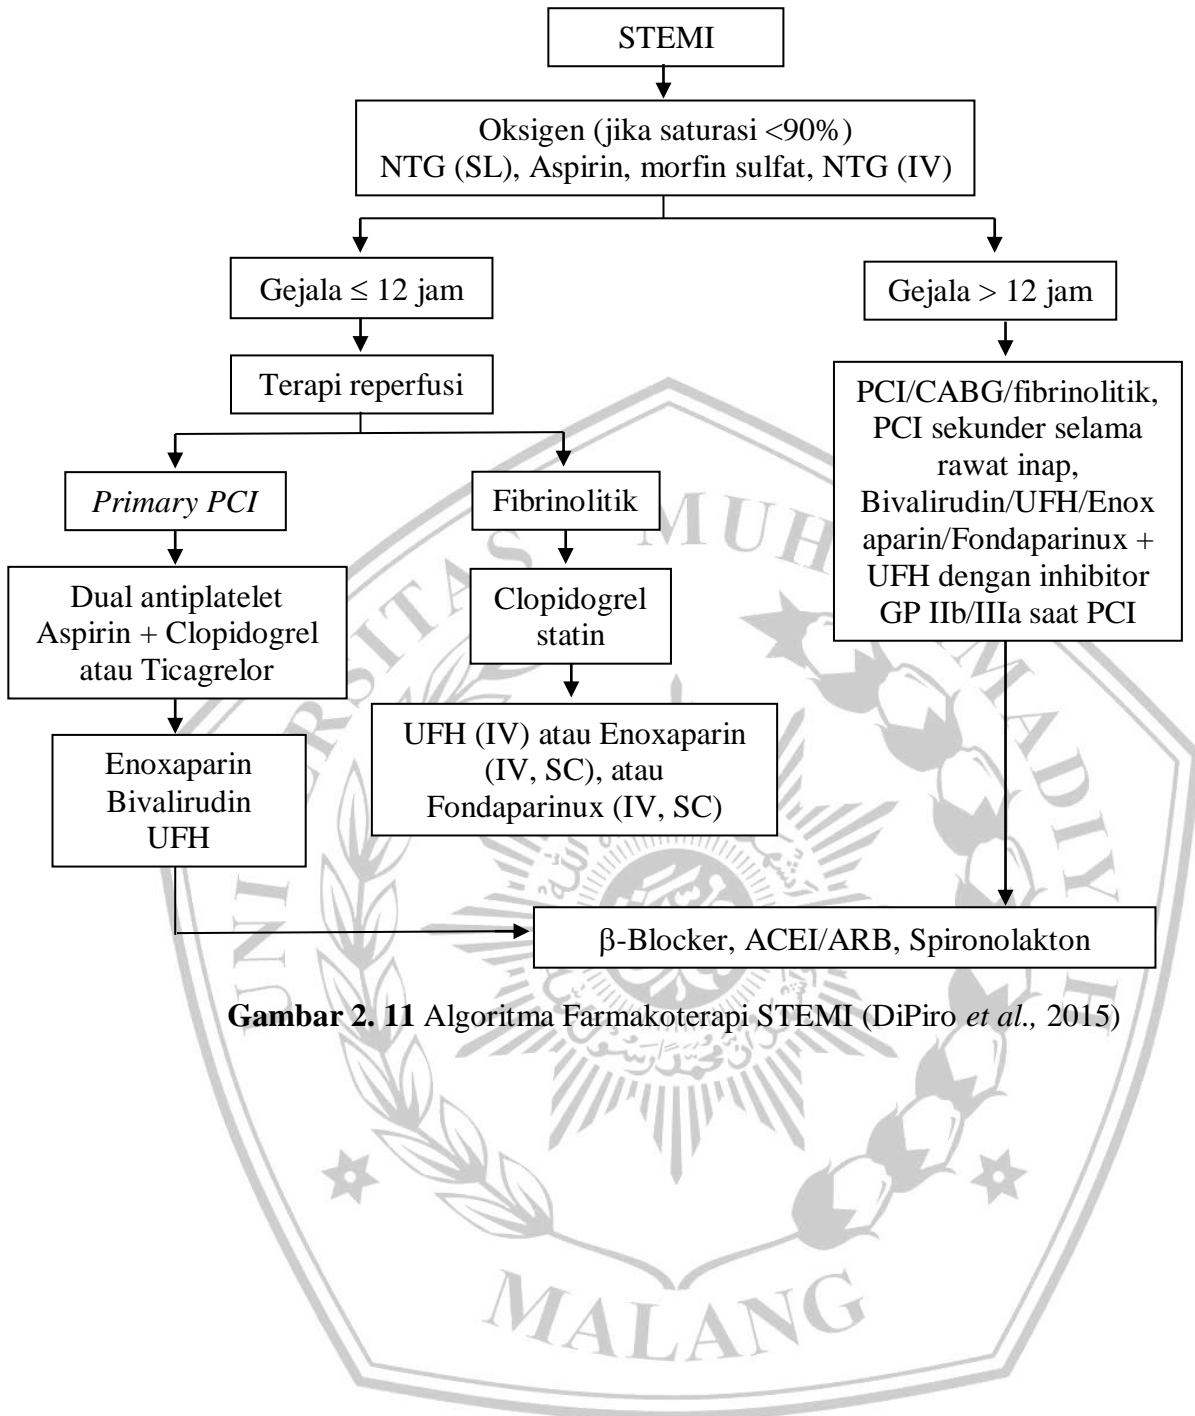 STEMI
Oksigen (jika saturasi <90%)
NTG (SL), Aspirin, morfin sulfat, NTG (IV)
Gejala ≤ 12 jam
Gejala > 12 jam
Terapi reperfusi
PCI/CABG/fibrinolitik,
PCI sekunder selama
rawat inap,
Bivalirudin/UFH/Enox
aparin/Fondaparinux +
UFH dengan inhibitor
GP IIb/IIIa saat PCI
Primary PCI
Fibrinolitik
Dual antiplatelet
Aspirin + Clopidogrel
atau Ticagrelor
Clopidogrel
statin
Enoxaparin
Bivalirudin
UFH
UFH (IV) atau Enoxaparin
(IV, SC), atau
Fondaparinux (IV, SC)
β-Blocker, ACEI/ARB, Spironolakton
Gambar 2. 11 Algoritma Farmakoterapi STEMI (DiPiro et al., 2015)
MALANG